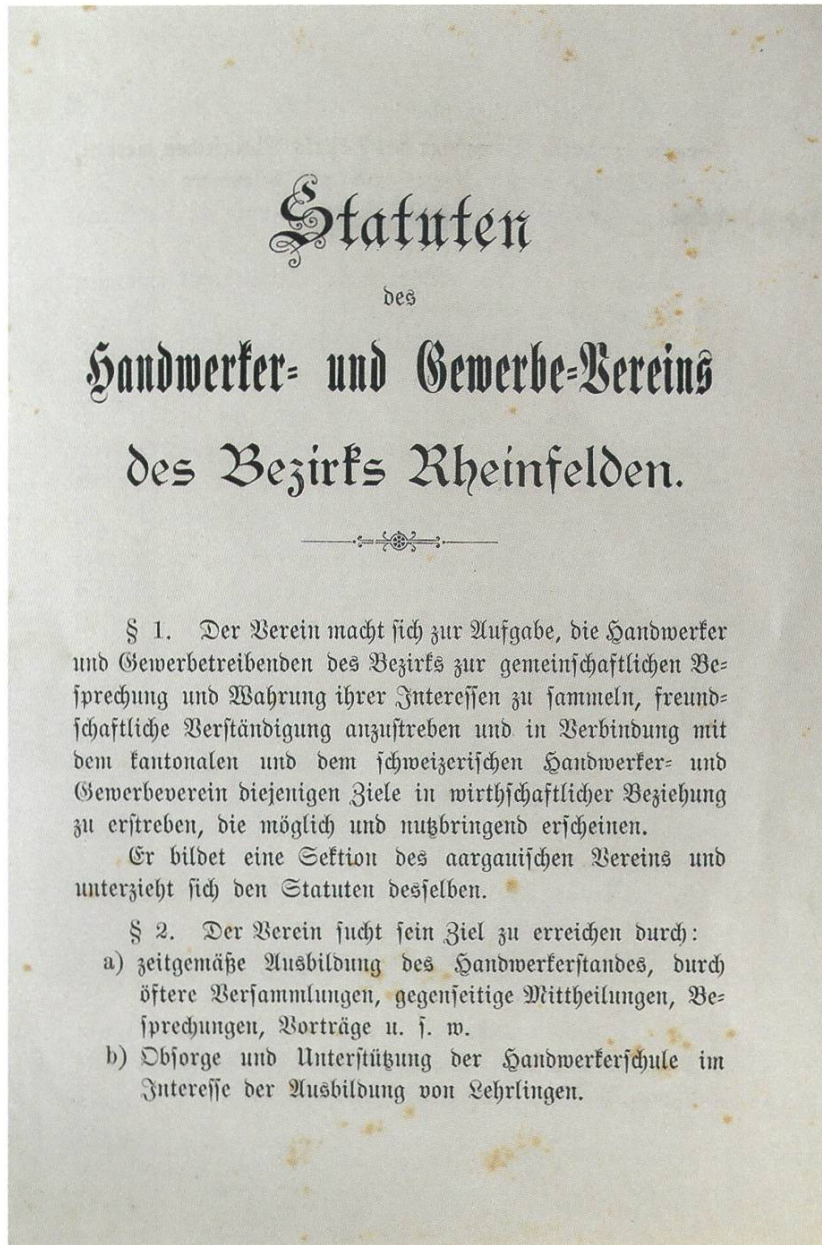 Statuten
des
Handwerker- und Gewerbe-Vereins
des Bezirks Rheinfelden.
§ 1. Der Verein macht sich zur Aufgabe, die Handwerker
und Gewerbetreibenden des Bezirks zur gemeinschaftlichen Be-
sprechung und Wahrung ihrer Interessen zu sammeln, freund-
schaftliche Verständigung anzustreben und in Verbindung mit
dem kantonalen und dem schweizerischen Handwerker- und
Gewerbeverein diejenigen Ziele in wirthschaftlicher Beziehung
zu erstreben, die möglich und nutzbringend erscheinen.
Er bildet eine Sektion des aargauischen Vereins und
unterzieht sich den Statuten desselben.
§ 2. Der Verein sucht sein Ziel zu erreichen durch:
a) zeitgemäße Ausbildung des Handwerkerstandes, durch
öftere Versammlungen, gegenseitige Mittheilungen, Be-
sprechungen, Vorträge u. s. w.
b) Obsorge und Unterstützung der Handwerkerschule im
Interesse der Ausbildung von Lehrlingen.